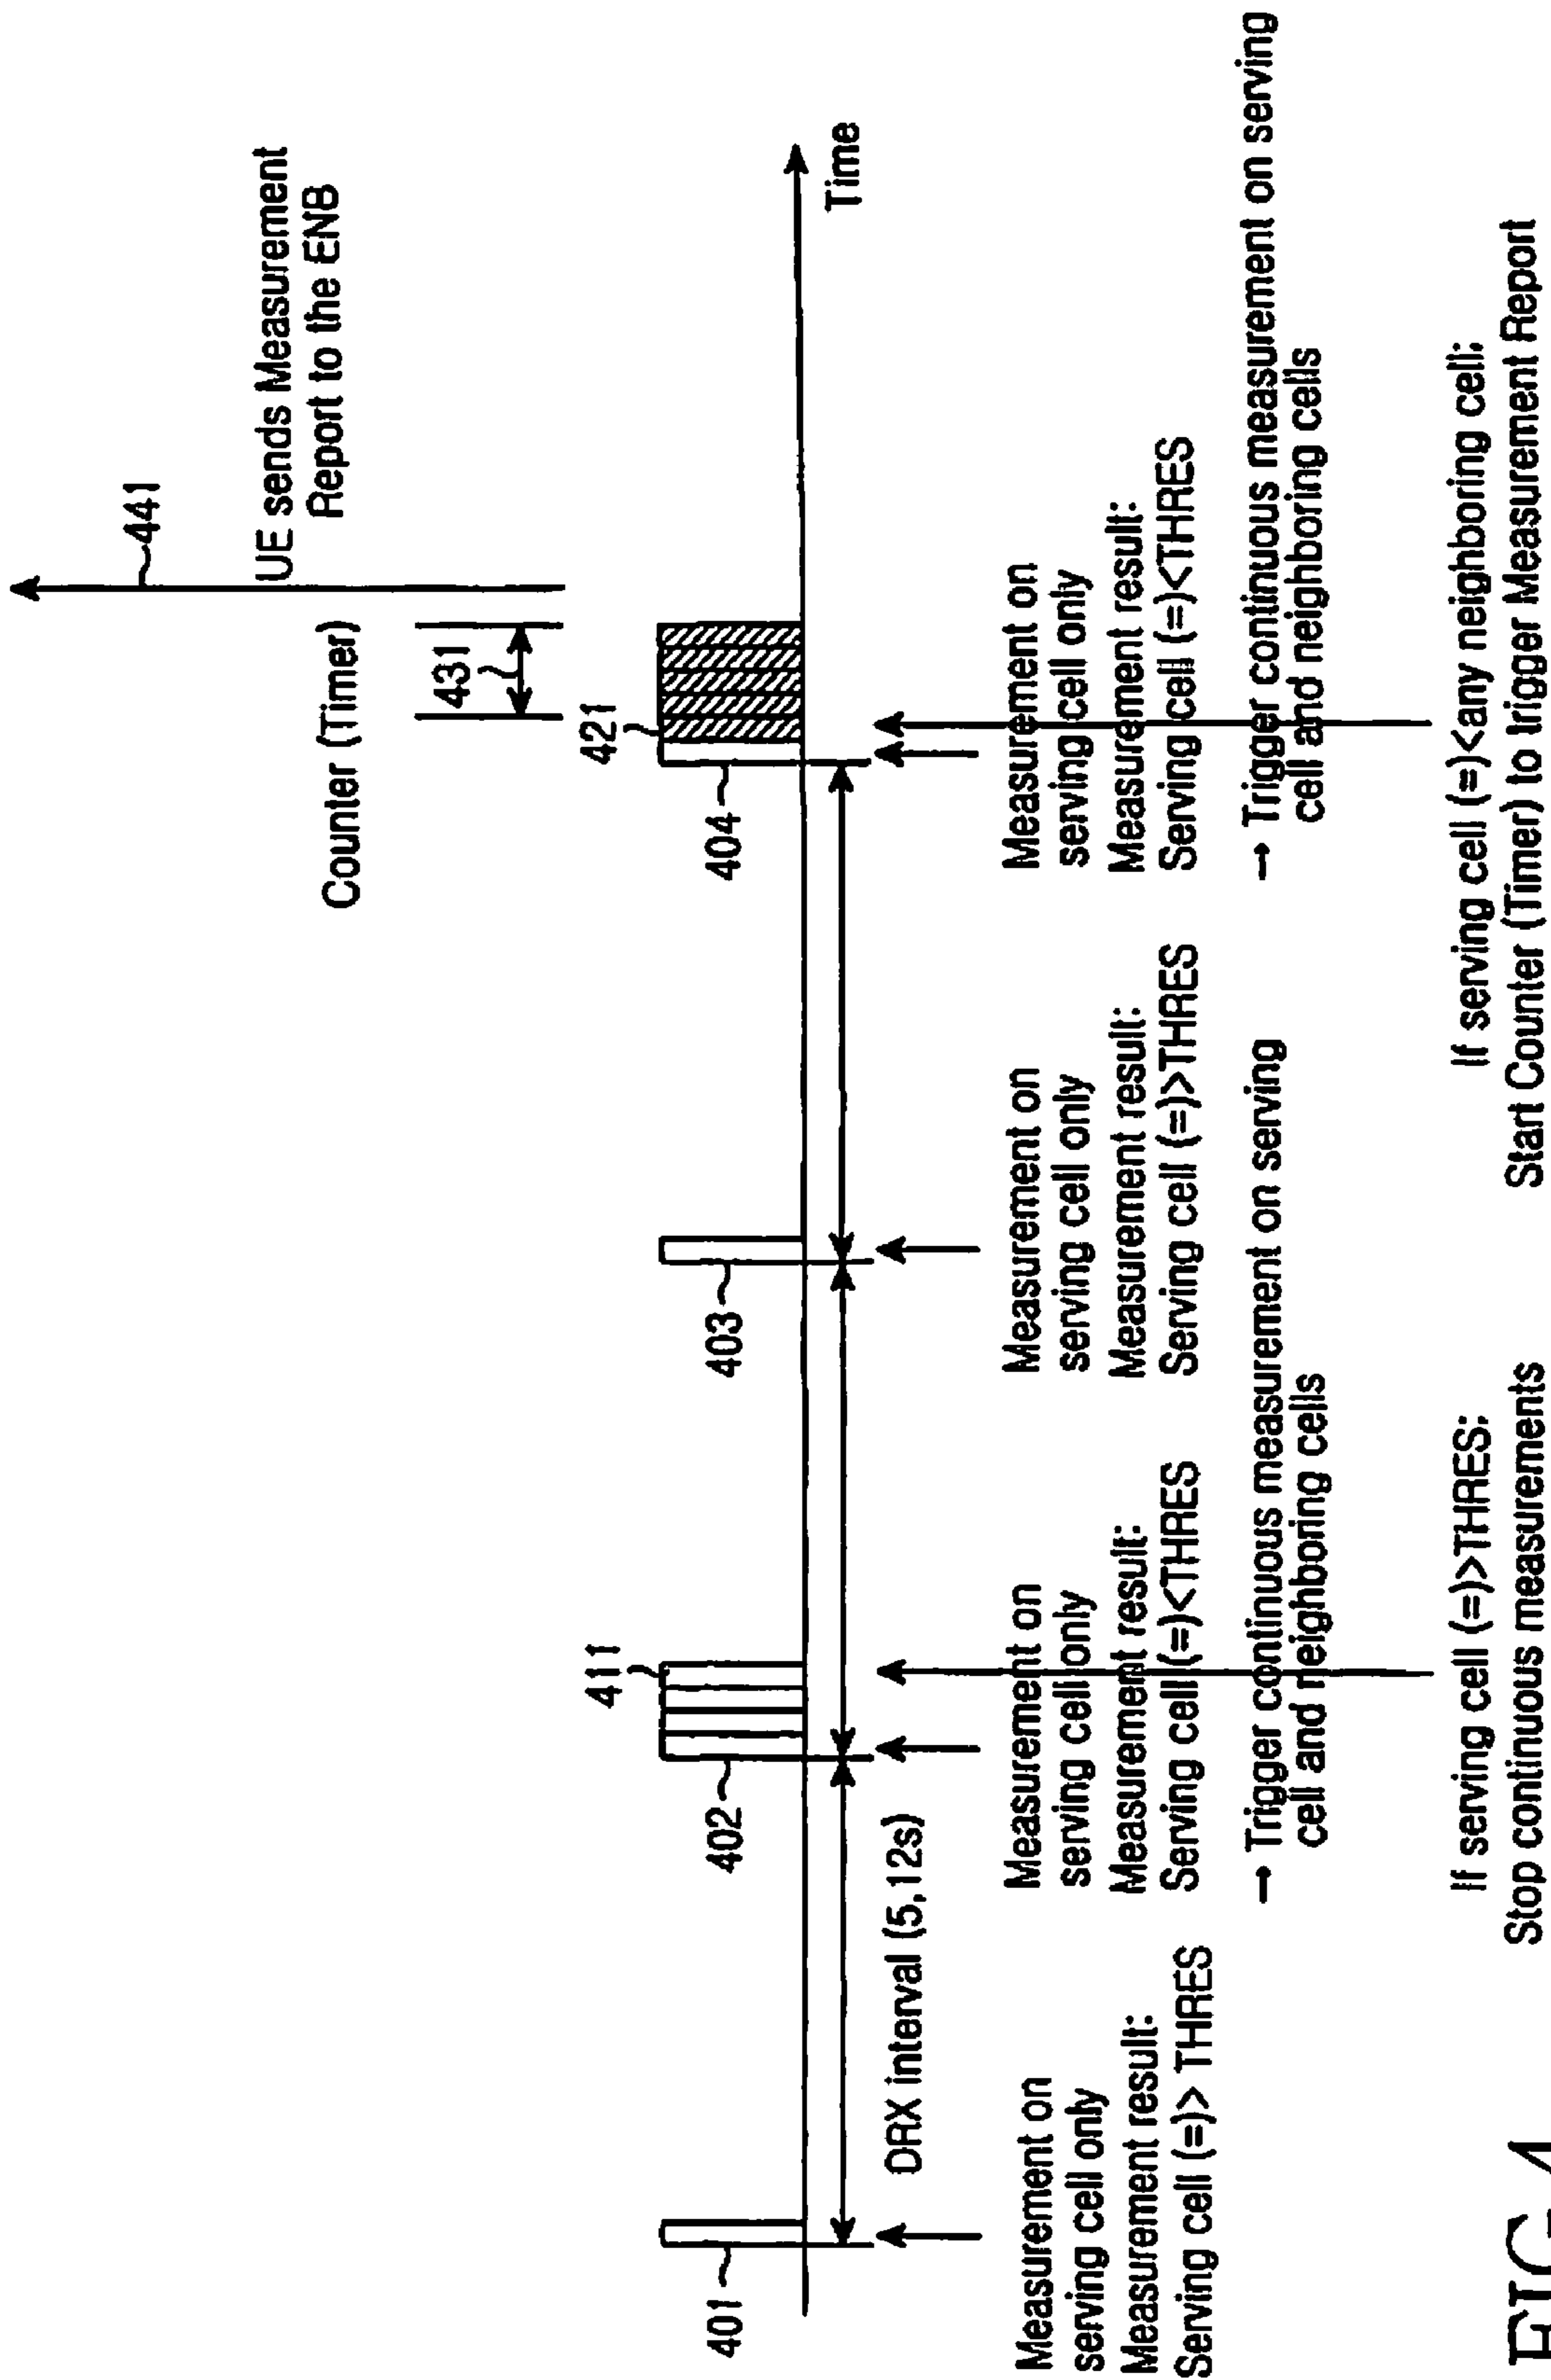 441
UE sends Measurement
Report to the ENB
Counter (Timer)
431
421
411
401
402
403
404
Time
DRX interval (5,12s)
Measurement on
serving cell only
Measurement result:
Serving cell (=)> THRES
Measurement on
serving cell only
Measurement result:
Serving cell (=)<THRES
→ Trigger continuous measurement on serving
cell and neighboring cells
Measurement on
serving cell only
Measurement result:
Serving cell (=)>THRES
Measurement on
serving cell only
Measurement result:
Serving cell (=)<THRES
→ Trigger continuous measurement on serving
cell and neighboring cells
If serving cell (=)>THRES:
Stop continuous measurements
If serving cell (=)<any neighboring cell:
Start Counter (Timer) to trigger Measurement Report
FIG.4